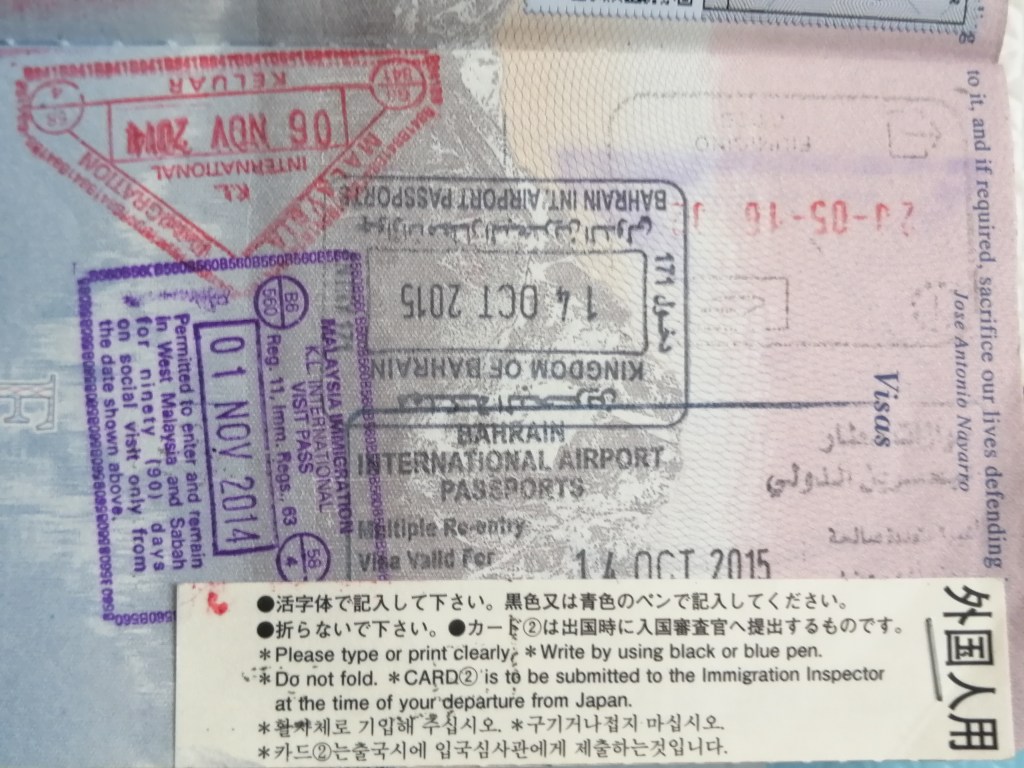 to it, and if required, sacrifice our lives defending
Jose Antonio Navarro
Visas
KELUAR
06 NOV 2014
K.L
INTERNATIONAL
IMMIGRATION
MALAYSIA
BAHRAIN INT. AIRPORT PASSPORTS
14 OCT 2015
دخول 171
KINGDOM OF BAHRAIN
20-05-16
MALAYSIA IMMIGRATION
K.L INTERNATIONAL
VISIT PASS
Reg. 11, Imm. Regs., 63
01 NOV 2014
Permitted to enter and remain
in West Malaysia and Sabah
for ninety (90) days
on social visit only from
the date shown above.
BAHRAIN
INTERNATIONAL AIRPORT
PASSPORTS
Multiple Re-entry
Visa Valid For
14 OCT 2015
外国人用
●活字体で記入して下さい。黒色又は青色のペンで記入してください。
●折らないで下さい。●カード②は出国時に入国審査官へ提出するものです。
*Please type or print clearly. *Write by using black or blue pen.
*Do not fold. *CARD② is to be submitted to the Immigration Inspector
at the time of your departure from Japan.
*활자체로 기입해 주십시오. *구기거나접지 마십시오.
*카드②는출국시에 입국심사관에게 제출하는것입니다.